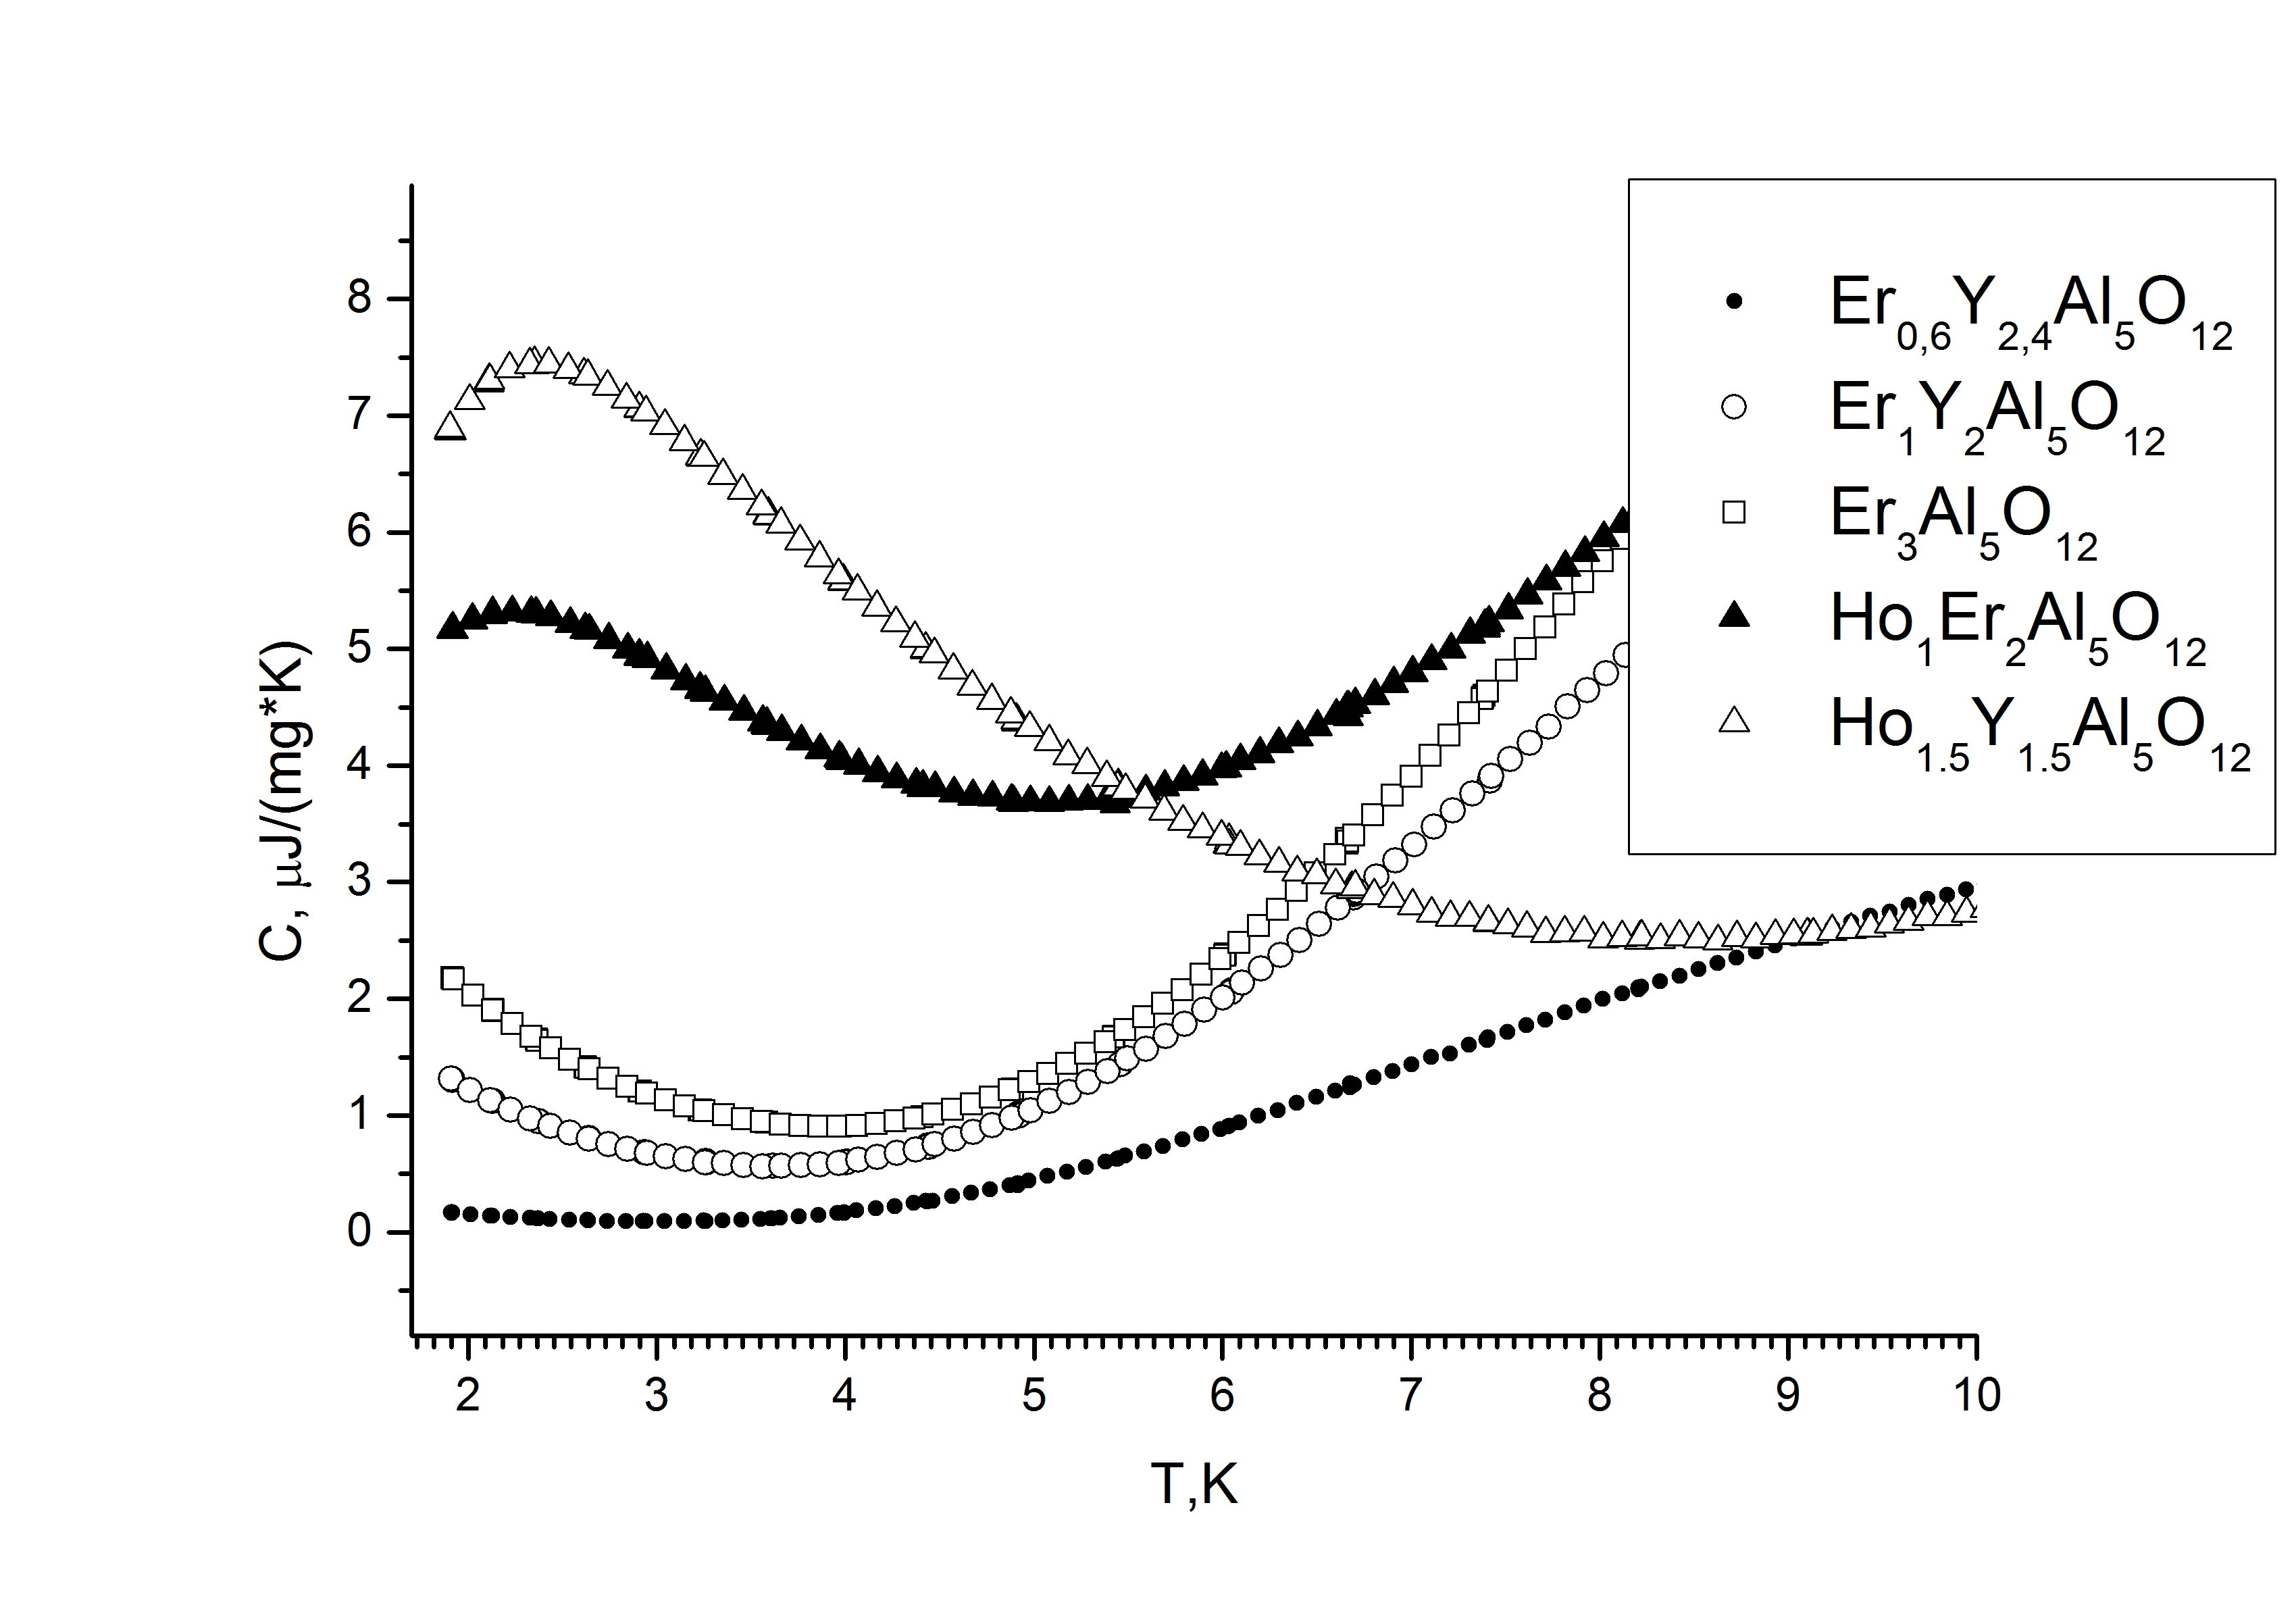 8
7
6
5
4
3
2
1
0
C, μJ/(mg*K)
2 3 4 5 6 7 8 9 10
T,K
Er0,6Y2,4Al5O12
Er1Y2Al5O12
Er3Al5O12
Ho1Er2Al5O12
Ho1.5Y1.5Al5O12